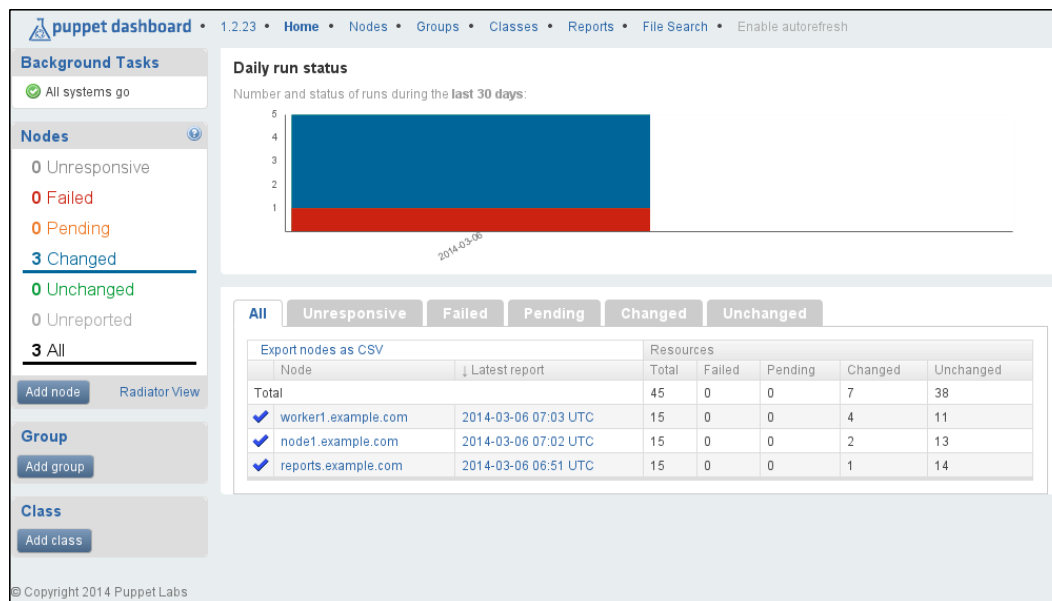 puppet dashboard • 1.2.23 • Home • Nodes • Groups • Classes • Reports • File Search • Enable autorefresh
Background Tasks
All systems go
Nodes
0 Unresponsive
0 Failed
0 Pending
3 Changed
0 Unchanged
0 Unreported
3 All
Add node Radiator View
Group
Add group
Class
Add class
© Copyright 2014 Puppet Labs
Daily run status
Number and status of runs during the last 30 days:
5
4
3
2
1
2014-03-06
All Unresponsive Failed Pending Changed Unchanged
Export nodes as CSV Resources
Node ↓ Latest report Total Failed Pending Changed Unchanged
Total 45 0 0 7 38
worker1.example.com 2014-03-06 07:03 UTC 15 0 0 4 11
node1.example.com 2014-03-06 07:02 UTC 15 0 0 2 13
reports.example.com 2014-03-06 06:51 UTC 15 0 0 1 14